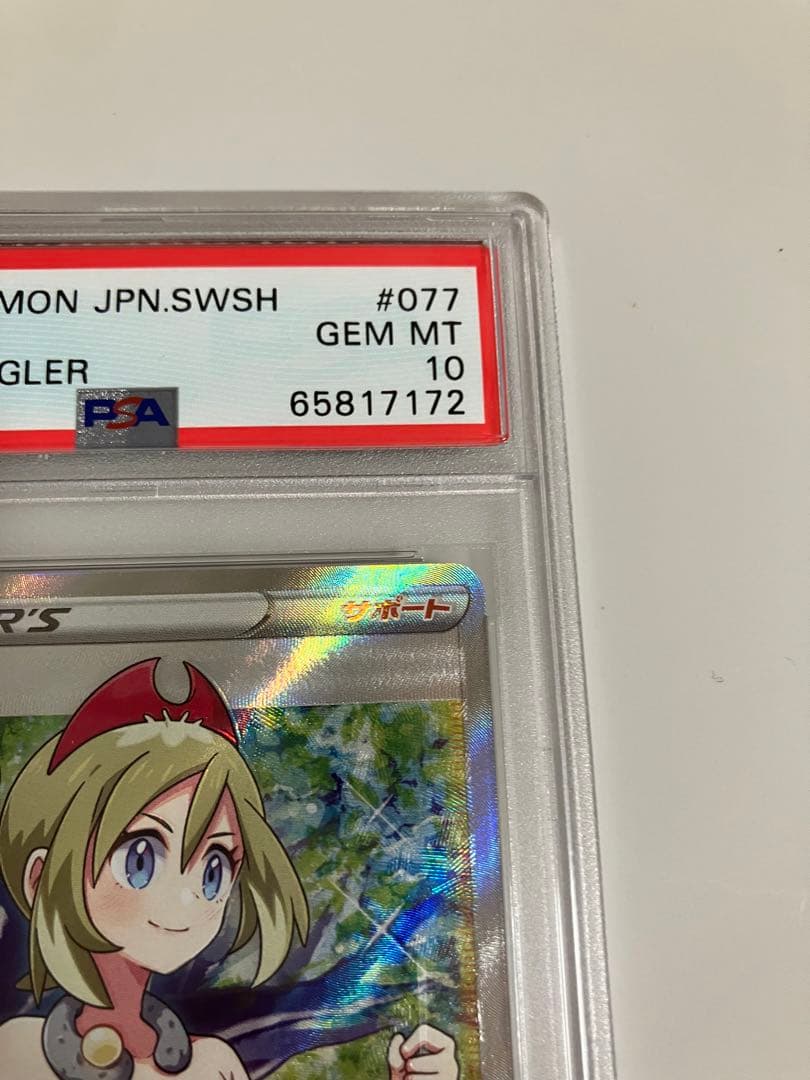 MON JPN.SWSH #077
GEM MT
GLER 10
PSA 65817172
R'S サポート